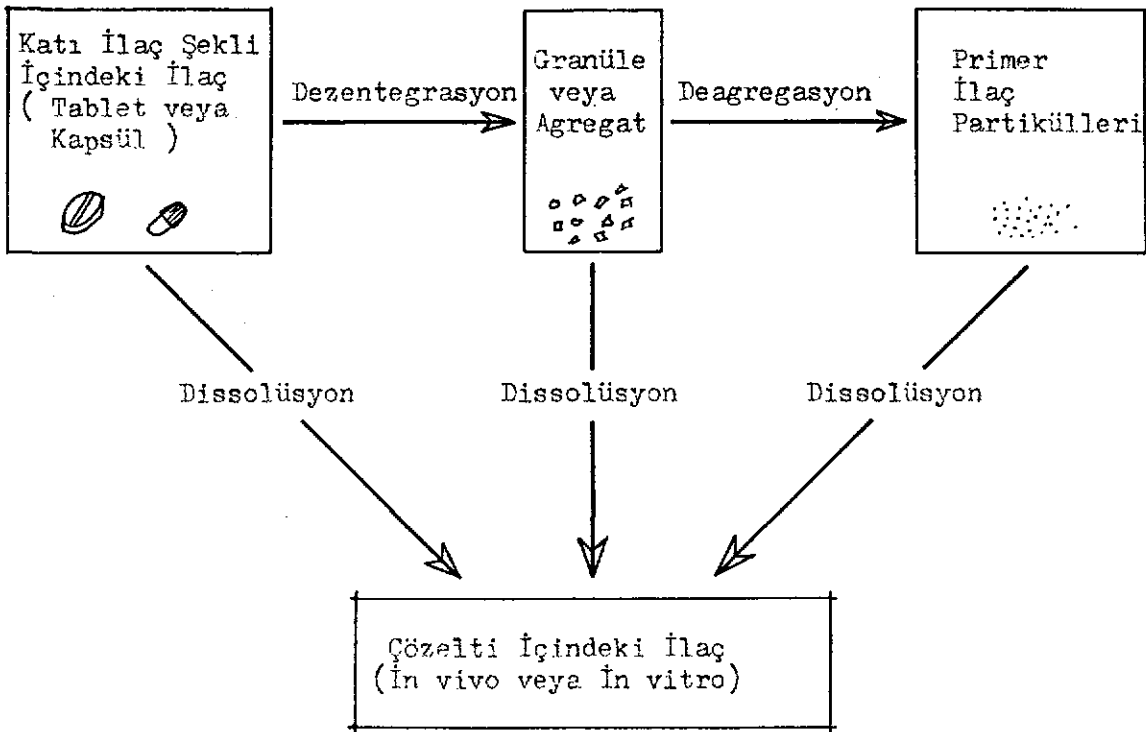 Katı İlaç Şekli
İçindeki İlaç
( Tablet veya
Kapsül )
Dezentegrasyon
Granüle
veya
Agregat
Deagregasyon
Primer
İlaç
Partikülleri
Dissolüsyon
Dissolüsyon
Dissolüsyon
Çözelti İçindeki İlaç
(İn vivo veya İn vitro)